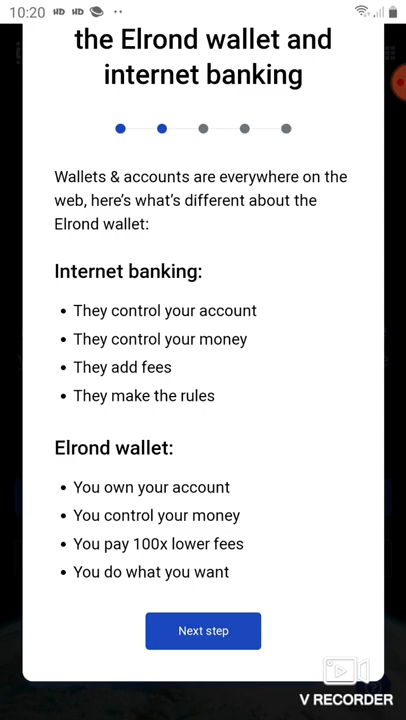 10:20
the Elrond wallet and
internet banking
Wallets & accounts are everywhere on the
web, here's what's different about the
Elrond wallet:
Internet banking:
• They control your account
• They control your money
• They add fees
• They make the rules
Elrond wallet:
• You own your account
• You control your money
• You pay 100x lower fees
• You do what you want
Next step
V RECORDER